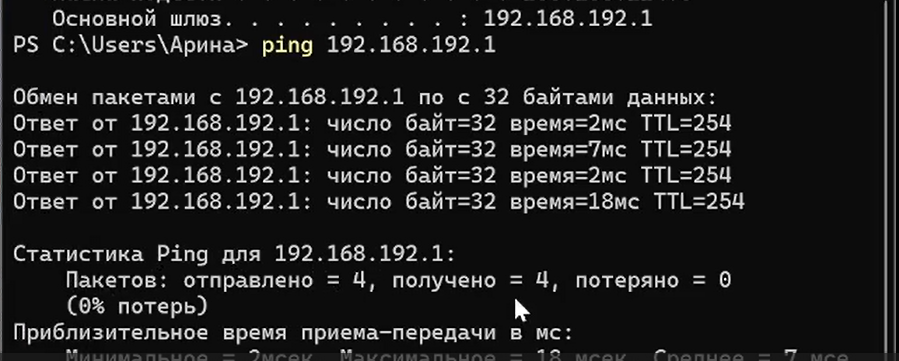 Основной шлюз. . . . . . . . . : 192.168.192.1
PS C:\Users\Арина> ping 192.168.192.1
Обмен пакетами с 192.168.192.1 по с 32 байтами данных:
Ответ от 192.168.192.1: число байт=32 время=2мс TTL=254
Ответ от 192.168.192.1: число байт=32 время=7мс TTL=254
Ответ от 192.168.192.1: число байт=32 время=2мс TTL=254
Ответ от 192.168.192.1: число байт=32 время=18мс TTL=254
Статистика Ping для 192.168.192.1:
Пакетов: отправлено = 4, получено = 4, потеряно = 0
(0% потерь)
Приблизительное время приема-передачи в мс:
Минимальное = 2мсек, Максимальное = 18 мсек, Среднее = 7 мсек